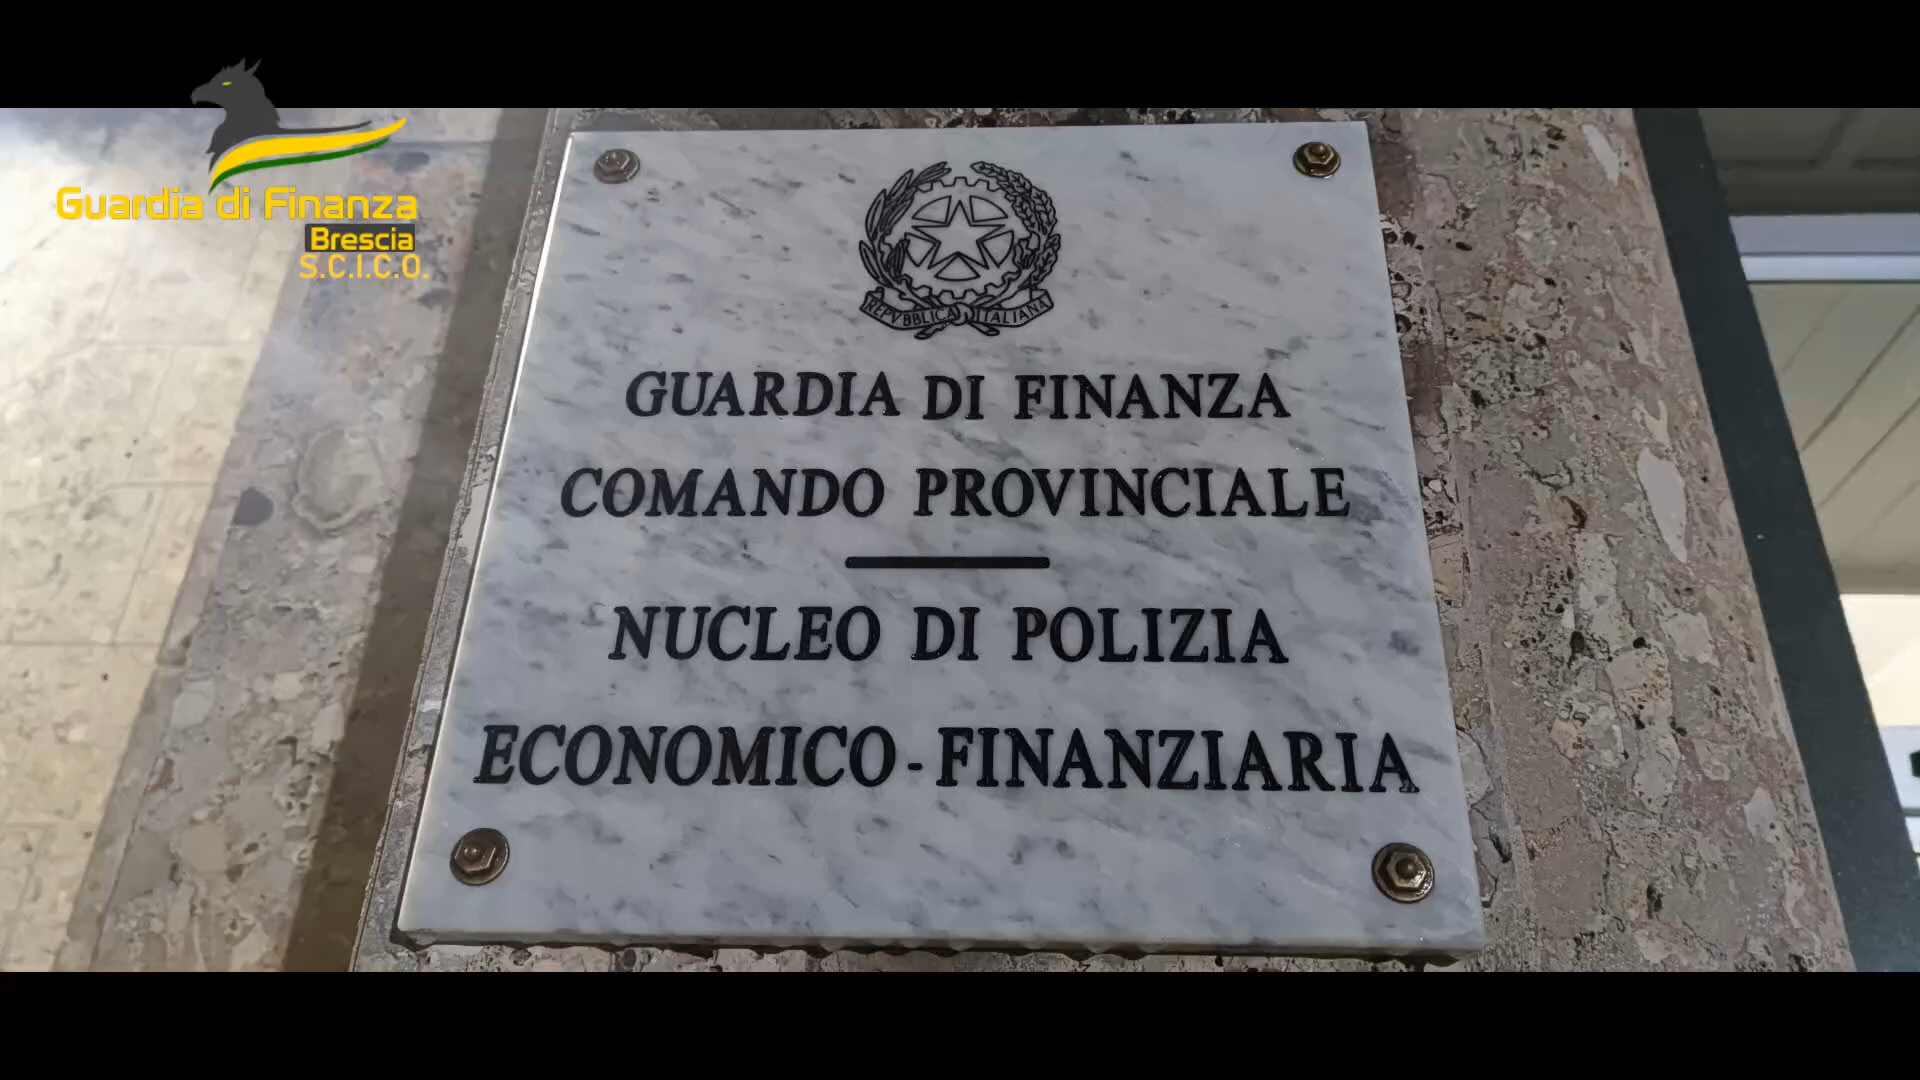 Guardia di Finanza
Brescia
S.C.I.C.O.
REPVBBLICA ITALIANA
GUARDIA DI FINANZA
COMANDO PROVINCIALE
NUCLEO DI POLIZIA
ECONOMICO-FINANZIARIA